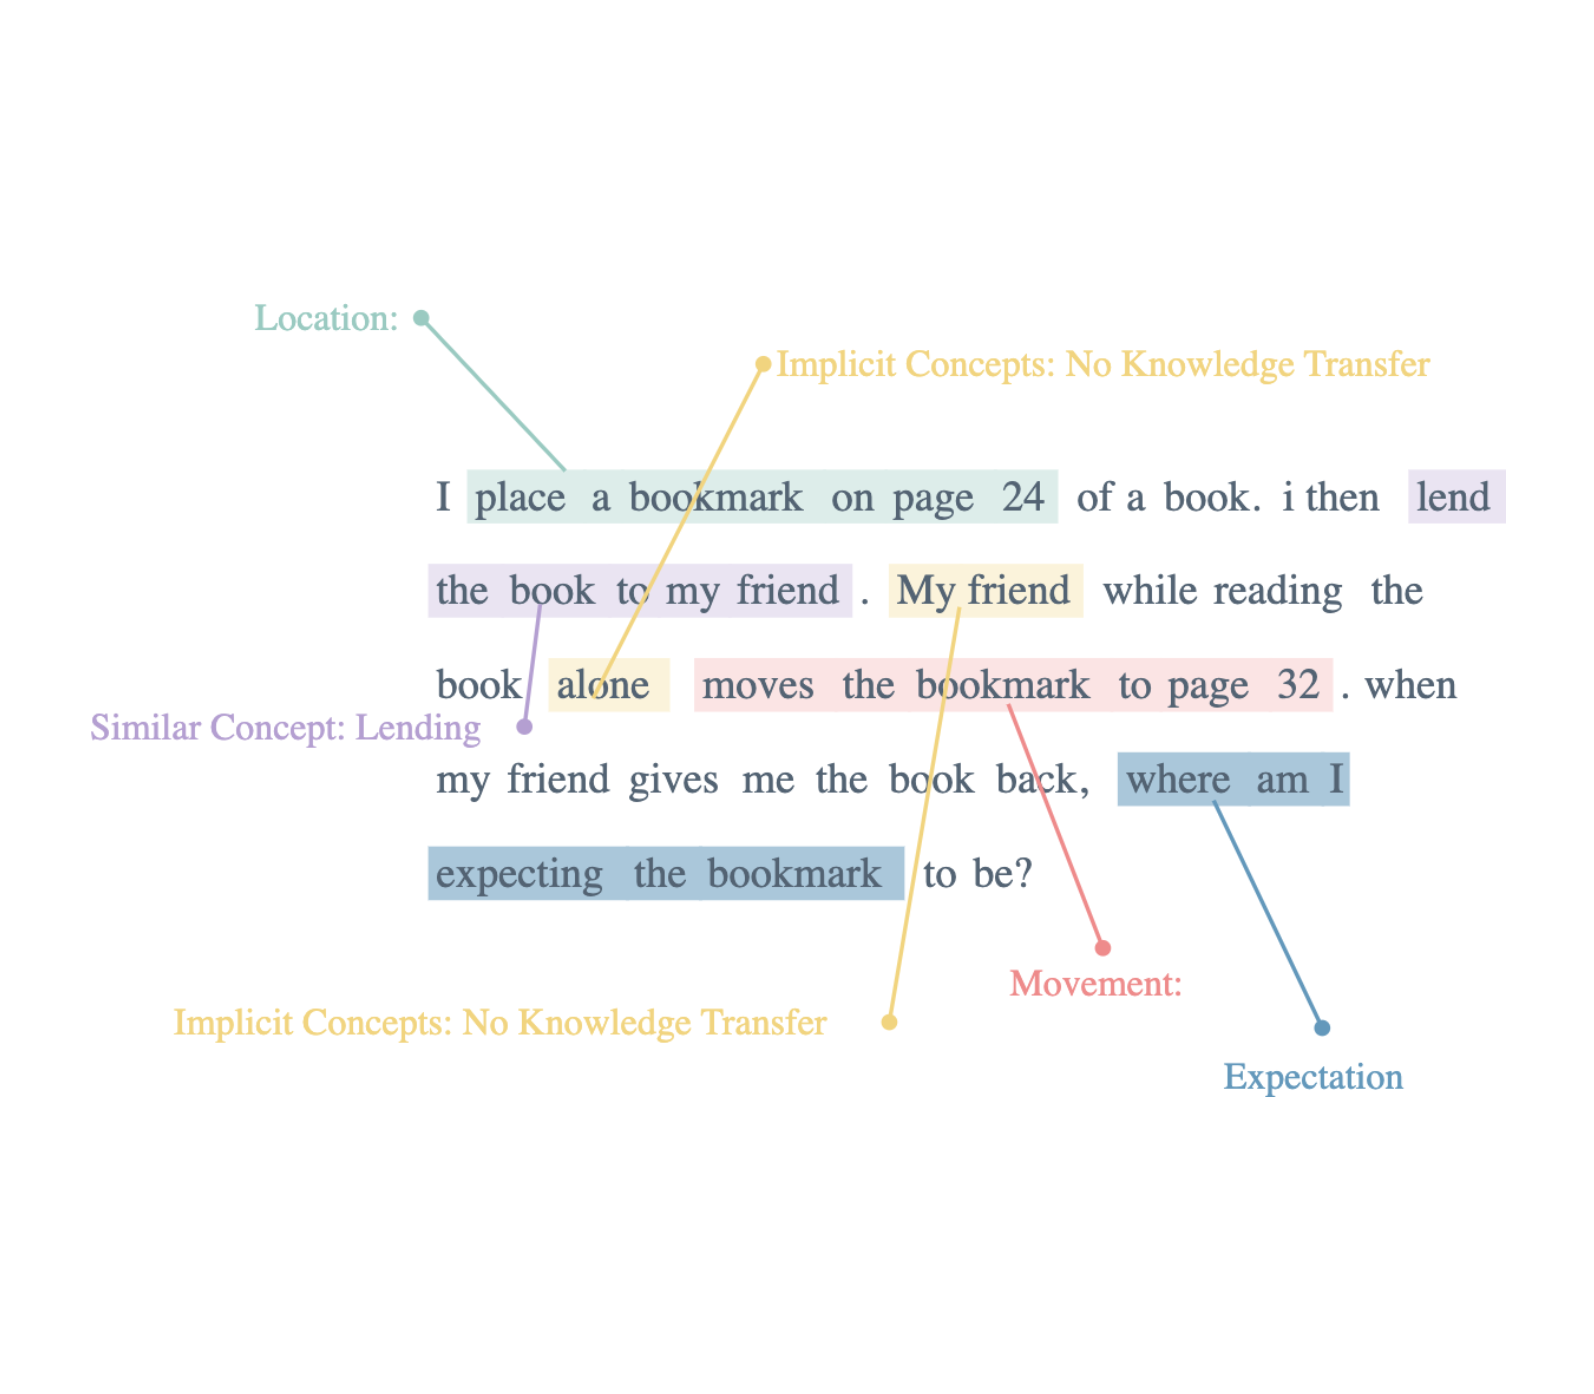 Location:
Implicit Concepts: No Knowledge Transfer
I place a bookmark on page 24 of a book. i then lend
the book to my friend . My friend while reading the
book alone moves the bookmark to page 32 . when
Similar Concept: Lending
my friend gives me the book back, where am I
expecting the bookmark to be?
Movement:
Implicit Concepts: No Knowledge Transfer
Expectation